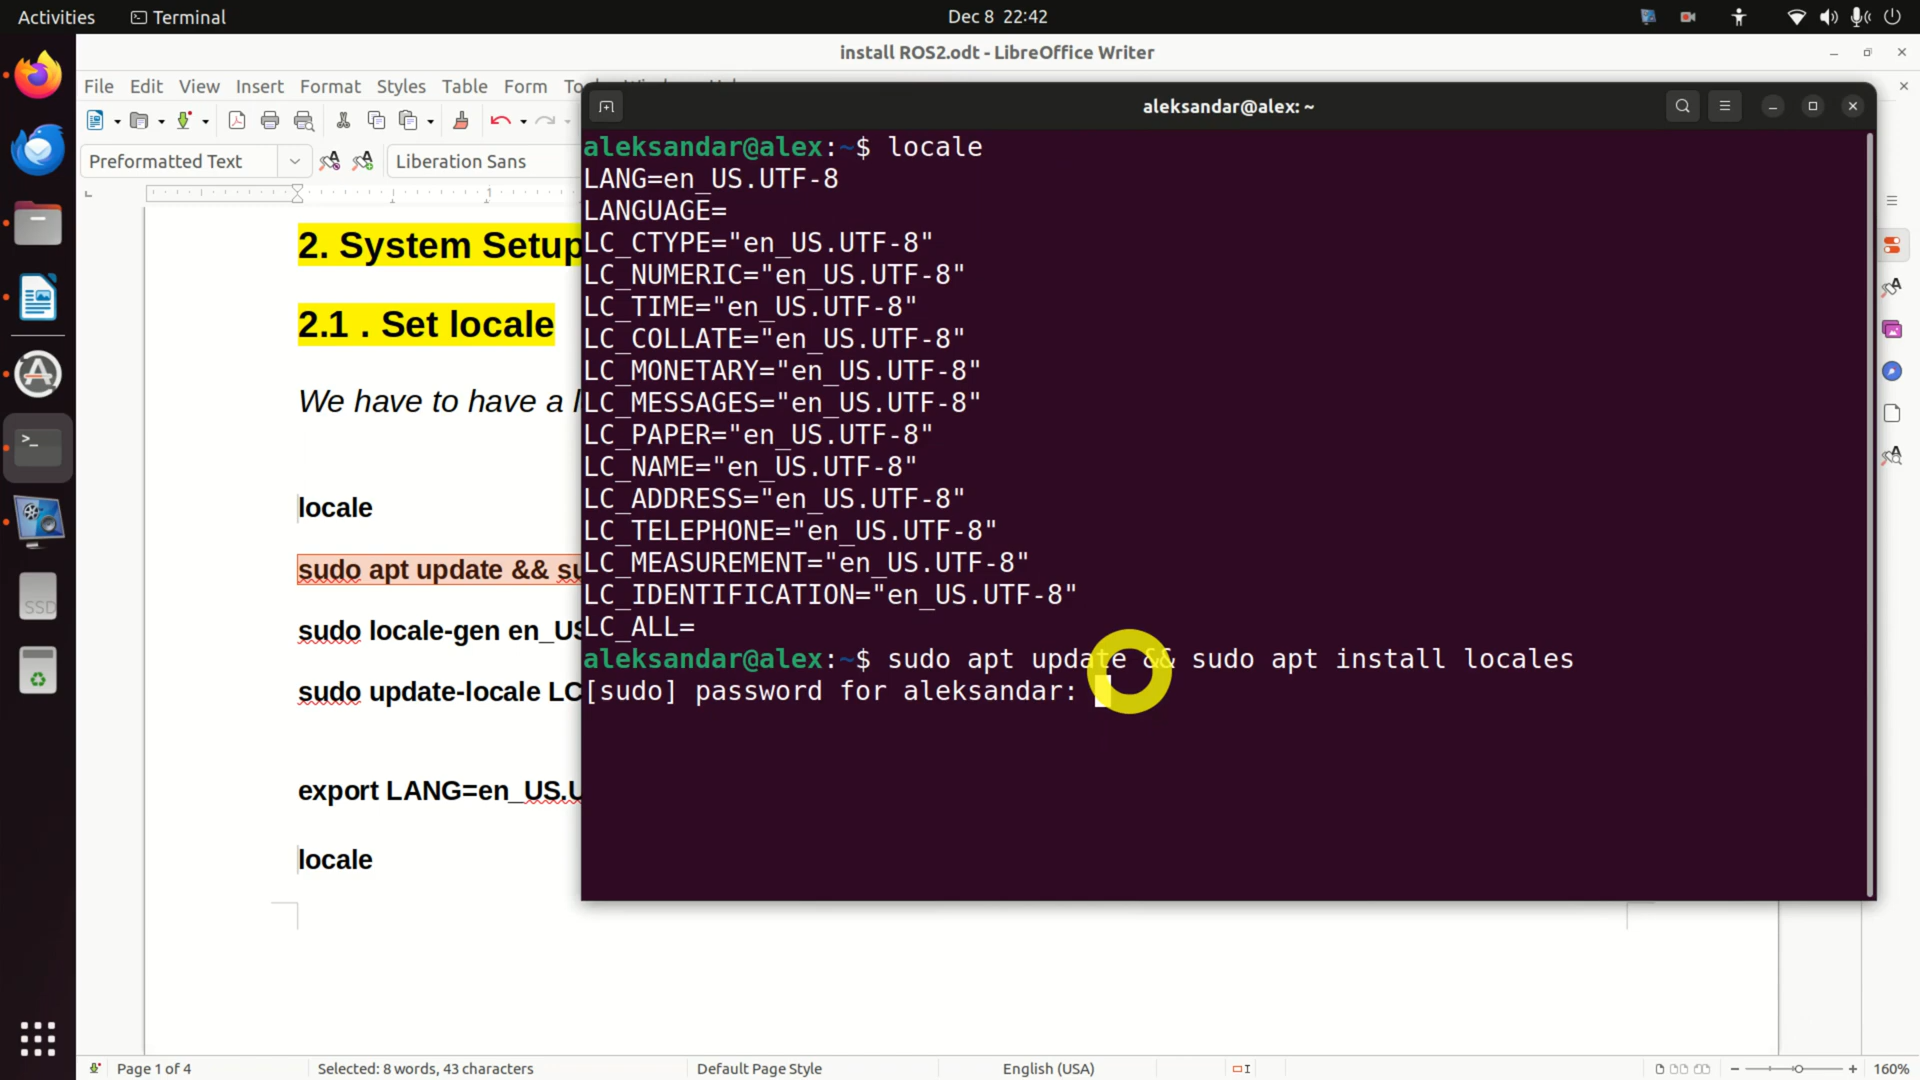 Activities
Terminal
Dec 8 22:42
install ROS2.odt - LibreOffice Writer
File Edit View Insert Format
Table Form
Styles
Preformatted Text
Liberation Sans
1
2. System Setup
2.1 . Set locale
We have to have a
locale
sudo apt update &&
sudo locale-gen
sudo update-locale
export
locale
SSD
aleksandar@alex: ~
aleksandar@alex:~$ locale
LANG=en_US.UTF-8
LANGUAGE=
LC_CTYPE="en_US.UTF-8"
LC_NUMERIC="en_US.UTF-8"
LC_TIME="en_US.UTF-8"
LC_COLLATE="en_US.UTF-8"
LC_MONETARY="en_US.UTF-8"
LC_MESSAGES="en_US.UTF-8"
LC_PAPER="en_US.UTF-8"
LC_NAME="en_US.UTF-8"
LC_ADDRESS="en_US.UTF-8"
LC_TELEPHONE="en_US.UTF-8"
LC_MEASUREMENT="en_US.UTF-8"
LC_IDENTIFICATION="en_US.UTF-8"
LC_ALL=
aleksandar@alex:~$ sudo apt update && sudo apt install locales
[sudo] password for aleksandar:
Page 1 of 4
Selected: 8 words, 43 characters
Default Page Style
English (USA)
160%